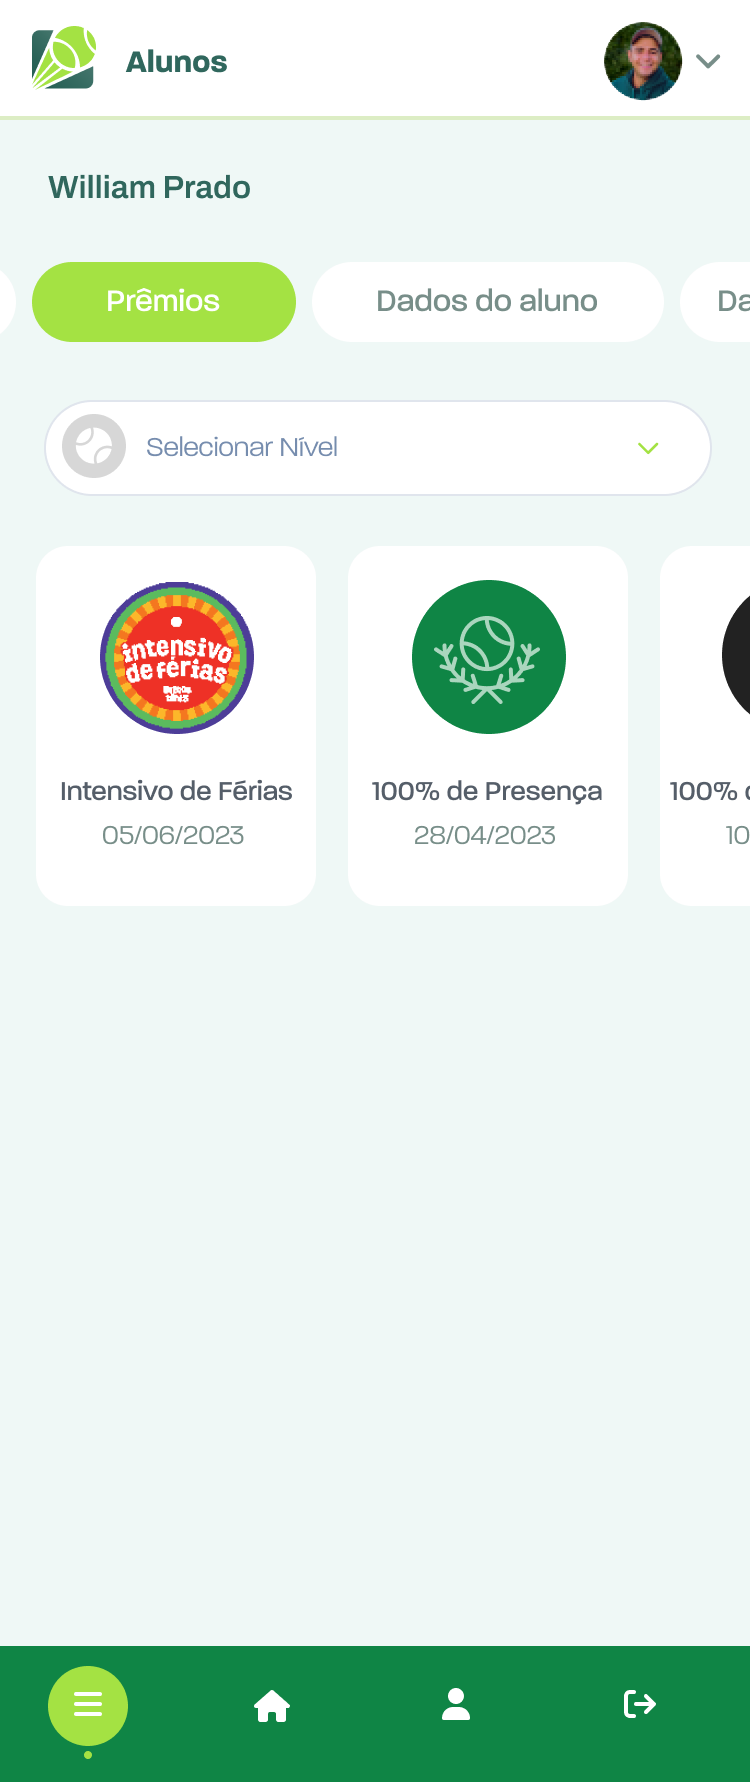 Alunos
William Prado
Prêmios
Dados do aluno
Da
Selecionar Nível
intensivo
de férias
Intensivo de Férias
05/06/2023
100% de Presença
28/04/2023
100%
10